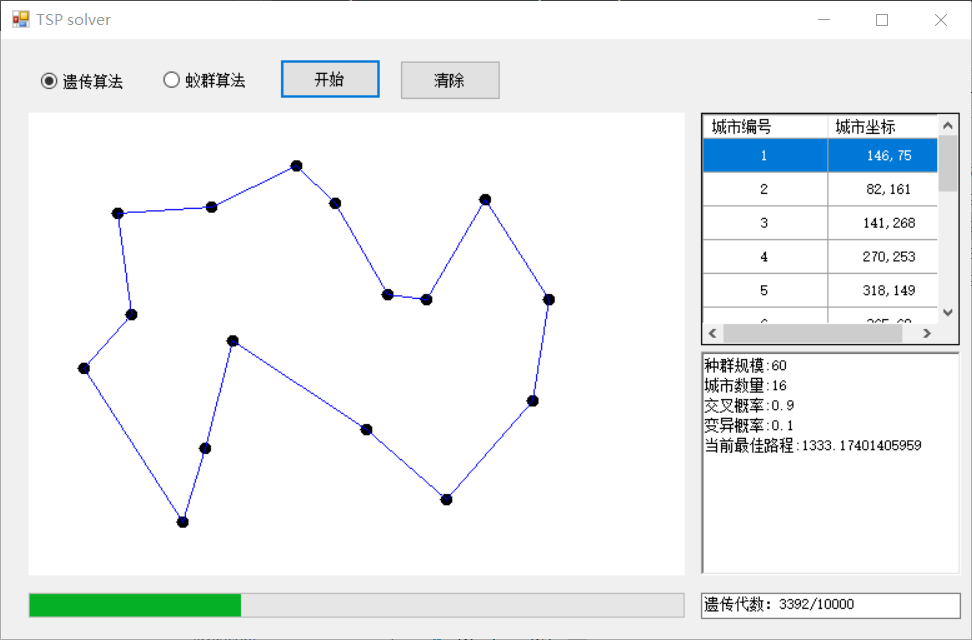 TSP solver
遗传算法 蚁群算法 开始 清除
城市编号 城市坐标
1 146,75
2 82,161
3 141,268
4 270,253
5 318,149
种群规模:60
城市数量:16
交叉概率:0.9
变异概率:0.1
当前最佳路程:1333.17401405959
遗传代数: 3392/10000